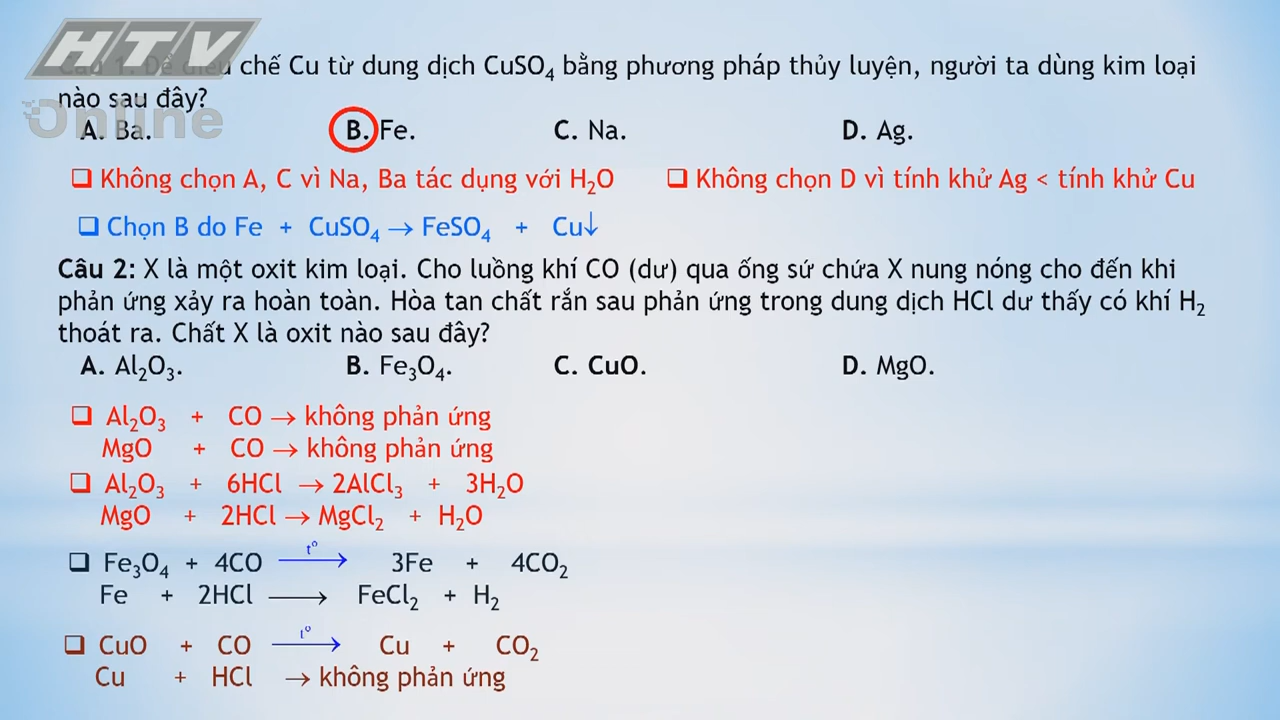 HTV
Online
Câu 1: Để điều chế Cu từ dung dịch CuSO₄ bằng phương pháp thủy luyện, người ta dùng kim loại
nào sau đây?
A. Ba. B. Fe. C. Na. D. Ag.
Không chọn A, C vì Na, Ba tác dụng với H₂O Không chọn D vì tính khử Ag < tính khử Cu
Chọn B do Fe + CuSO₄ → FeSO₄ + Cu↓
Câu 2: X là một oxit kim loại. Cho luồng khí CO (dư) qua ống sứ chứa X nung nóng cho đến khi
phản ứng xảy ra hoàn toàn. Hòa tan chất rắn sau phản ứng trong dung dịch HCl dư thấy có khí H₂
thoát ra. Chất X là oxit nào sau đây?
A. Al₂O₃. B. Fe₃O₄. C. CuO. D. MgO.
Al₂O₃ + CO → không phản ứng
MgO + CO → không phản ứng
Al₂O₃ + 6HCl → 2AlCl₃ + 3H₂O
MgO + 2HCl → MgCl₂ + H₂O
Fe₃O₄ + 4CO —t°→ 3Fe + 4CO₂
Fe + 2HCl ⟶ FeCl₂ + H₂
CuO + CO —t°→ Cu + CO₂
Cu + HCl → không phản ứng